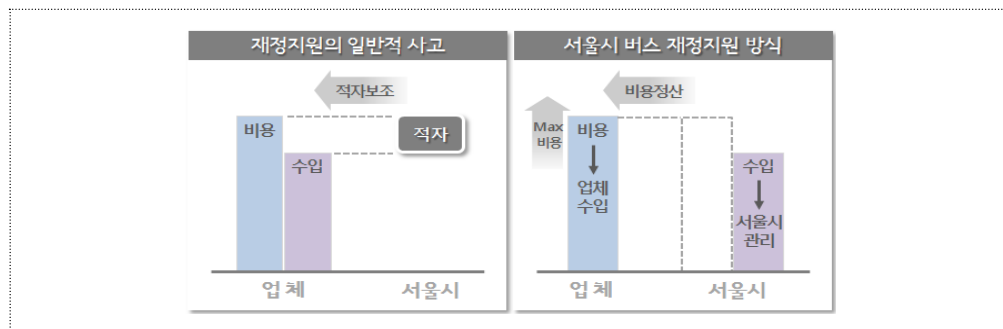 재정지원의 일반적 사고
적자보조
비용
수입
적자
업체
서울시
서울시 버스 재정지원 방식
비용정산
Max
비용
비용
업체
수입
수입
서울시
관리
업체
서울시